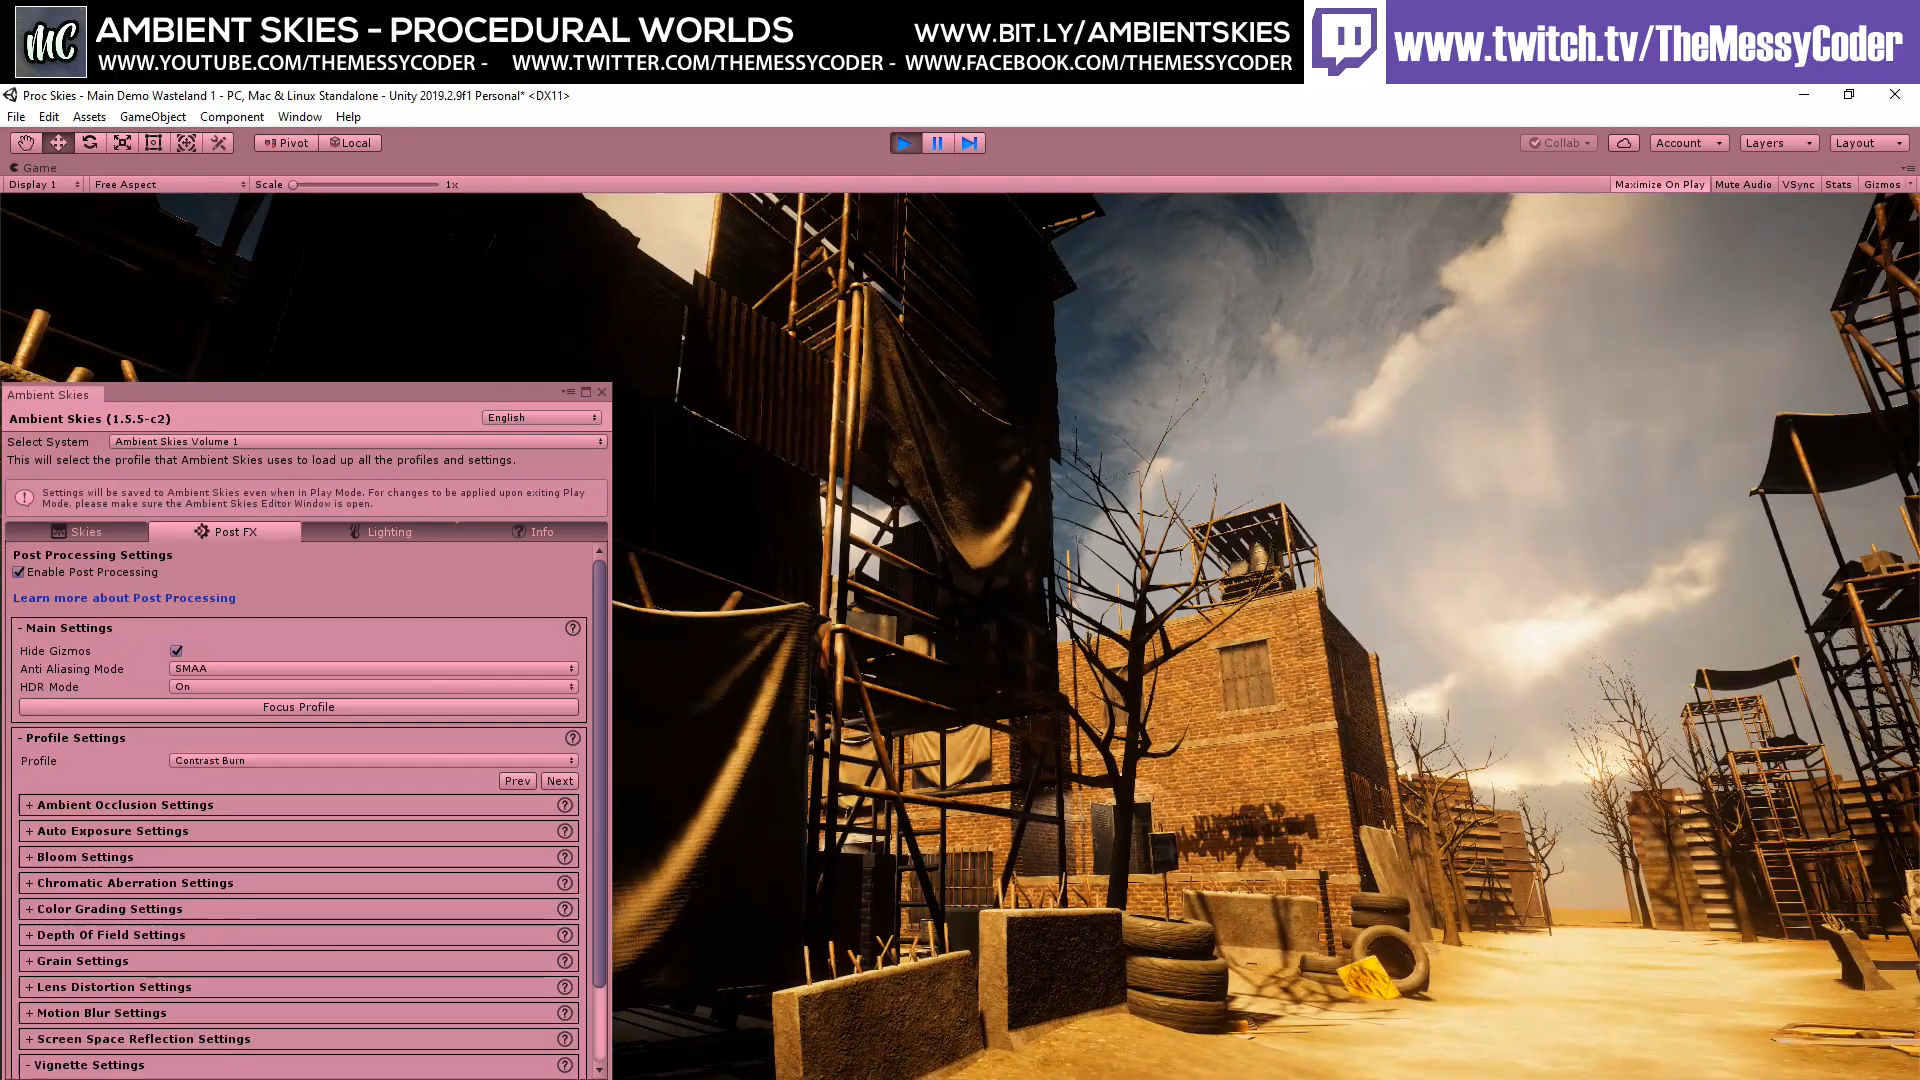 MC
AMBIENT SKIES - PROCEDURAL WORLDS
WWW.BIT.LY/AMBIENTSKIES
WWW.YOUTUBE.COM/THEMESSYCODER - WWW.TWITTER.COM/THEMESSYCODER - WWW.FACEBOOK.COM/THEMESSYCODER
www.twitch.tv/TheMessyCoder
Proc Skies - Main Demo Wasteland 1 - PC, Mac & Linux Standalone - Unity 2019.2.9f1 Personal* <DX11>
File Edit Assets GameObject Component Window Help
Pivot Local Collab Account Layers Layout
Game
Display 1 Free Aspect Scale 1x Maximize On Play Mute Audio VSync Stats Gizmos
Ambient Skies
Ambient Skies (1.5.5-c2) English
Select System Ambient Skies Volume 1
This will select the profile that Ambient Skies uses to load up all the profiles and settings.
Settings will be saved to Ambient Skies even when in Play Mode. For changes to be applied upon exiting Play
Mode, please make sure the Ambient Skies Editor Window is open.
Skies Post FX Lighting Info
Post Processing Settings
Enable Post Processing
Learn more about Post Processing
- Main Settings ?
Hide Gizmos
Anti Aliasing Mode SMAA
HDR Mode On
Focus Profile
- Profile Settings ?
Profile Contrast Burn
Prev Next
+ Ambient Occlusion Settings ?
+ Auto Exposure Settings ?
+ Bloom Settings ?
+ Chromatic Aberration Settings ?
+ Color Grading Settings ?
+ Depth Of Field Settings ?
+ Grain Settings ?
+ Lens Distortion Settings ?
+ Motion Blur Settings ?
+ Screen Space Reflection Settings ?
- Vignette Settings ?